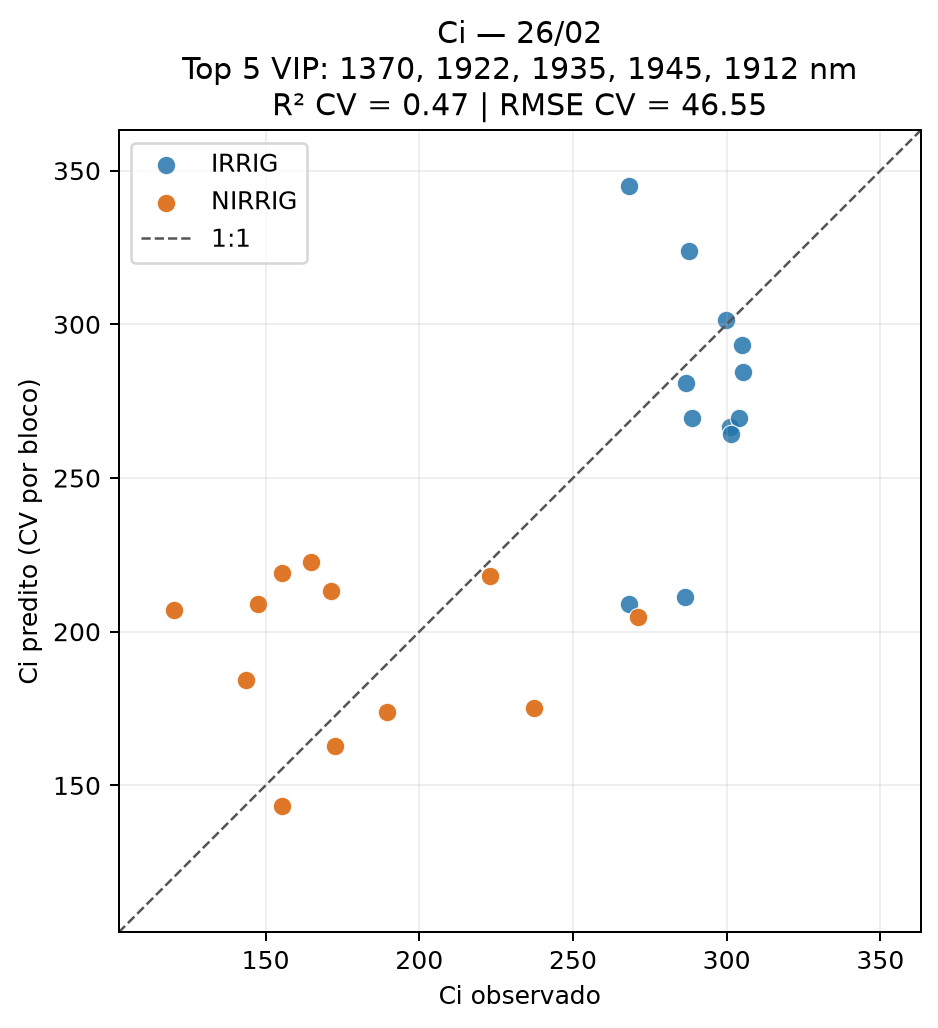 Ci — 26/02
Top 5 VIP: 1370, 1922, 1935, 1945, 1912 nm
R² CV = 0.47 | RMSE CV = 46.55
IRRIG
NIRRIG
1:1
350
300
250
200
150
Ci predito (CV por bloco)
150 200 250 300 350
Ci observado